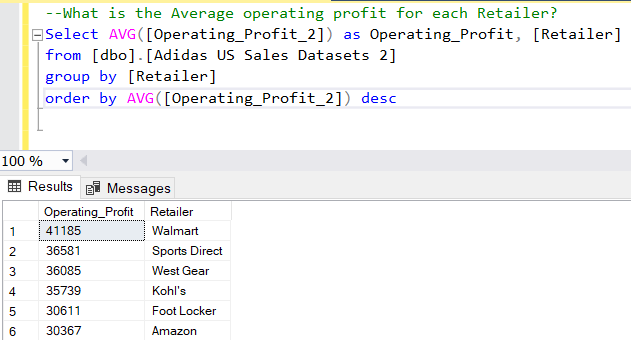 --What is the Average operating profit for each Retailer?
Select AVG([Operating_Profit_2]) as Operating_Profit, [Retailer]
from [dbo].[Adidas US Sales Datasets 2]
group by [Retailer]
order by AVG([Operating_Profit_2]) desc
100 %
Results Messages
Operating_Profit Retailer
1 41185 Walmart
2 36581 Sports Direct
3 36085 West Gear
4 35739 Kohl's
5 30611 Foot Locker
6 30367 Amazon